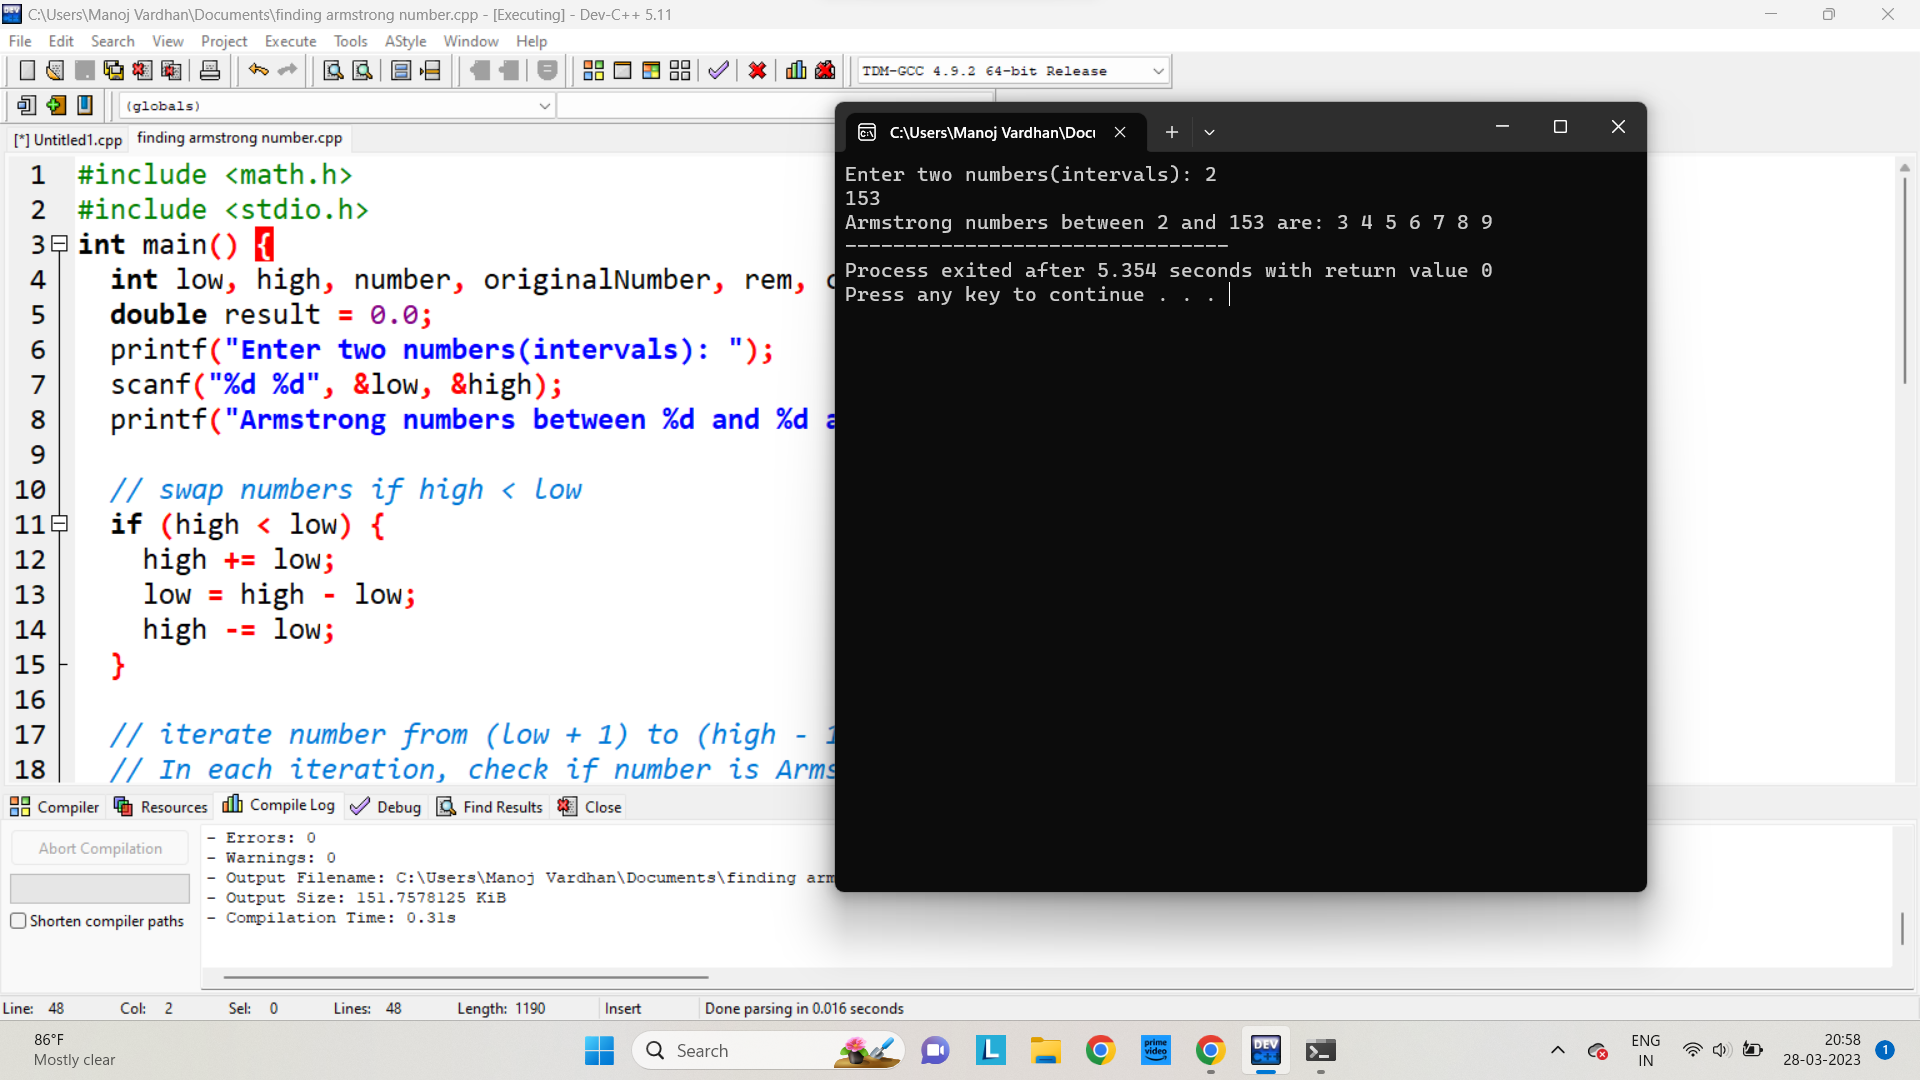 C:\Users\Manoj Vardhan\Documents\finding armstrong number.cpp - [Executing] - Dev-C++ 5.11
File Edit Search View Project Execute Tools AStyle Window Help
TDM-GCC 4.9.2 64-bit Release
(globals)
[*] Untitled1.cpp finding armstrong number.cpp
1 #include <math.h>
2 #include <stdio.h>
3 int main() {
4 int low, high, number, originalNumber, rem,
5 double result = 0.0;
6 printf("Enter two numbers(intervals): ");
7 scanf("%d %d", &low, &high);
8 printf("Armstrong numbers between %d and %d a
9
10 // swap numbers if high < low
11 if (high < low) {
12 high += low;
13 low = high - low;
14 high -= low;
15 }
16
17 // iterate number from (low + 1) to (high - 1
18 // In each iteration, check if number is Arms
C:\Users\Manoj Vardhan\Docu
Enter two numbers(intervals): 2
153
Armstrong numbers between 2 and 153 are: 3 4 5 6 7 8 9
--------------------------------
Process exited after 5.354 seconds with return value 0
Press any key to continue . . .
Compiler Resources Compile Log Debug Find Results Close
Abort Compilation
Shorten compiler paths
- Errors: 0
- Warnings: 0
- Output Filename: C:\Users\Manoj Vardhan\Documents\finding arm
- Output Size: 151.7578125 KiB
- Compilation Time: 0.31s
Line: 48 Col: 2 Sel: 0 Lines: 48 Length: 1190 Insert Done parsing in 0.016 seconds
86°F
Mostly clear
Search
L
prime video
DEV C++
ENG
IN
20:58
28-03-2023
1